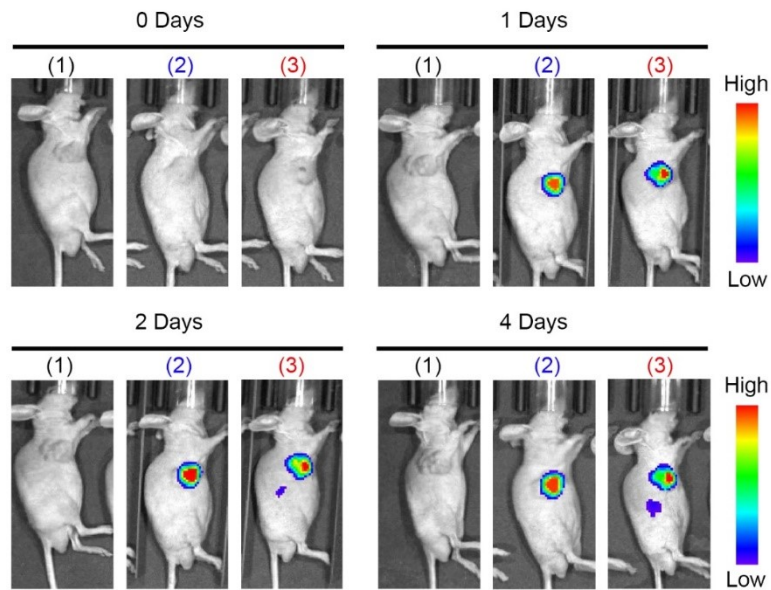 0 Days
1 Day
(1) (2) (3)
(1) (2) (3)
High
Low
2 Days
4 Days
(1) (2) (3)
(1) (2) (3)
High
Low